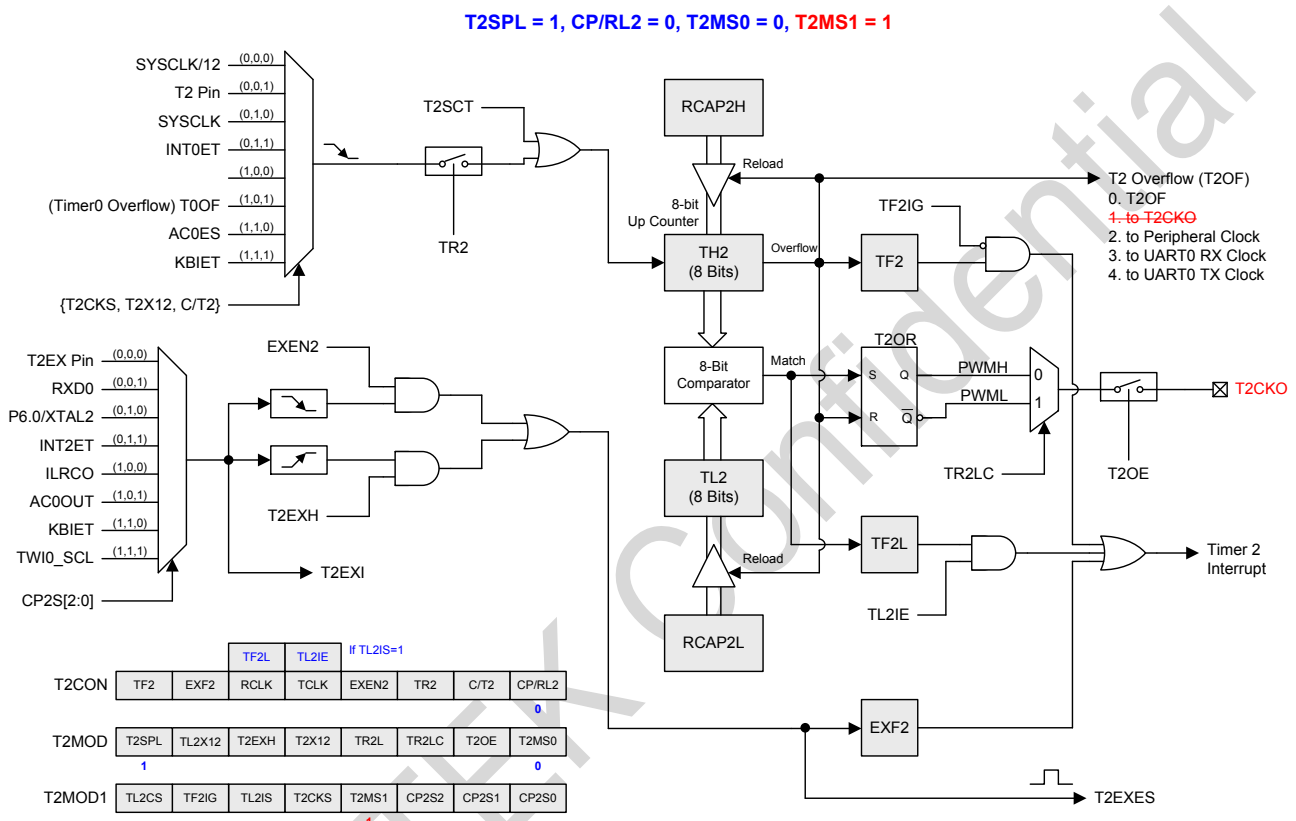 T2SPL = 1, CP/RL2 = 0, T2MS0 = 0, T2MS1 = 1
SYSCLK/12 (0,0,0)
T2 Pin (0,0,1)
SYSCLK (0,1,0)
INT0ET (0,1,1)
(1,0,0)
(Timer0 Overflow) T0OF (1,0,1)
AC0ES (1,1,0)
KBIET (1,1,1)
{T2CKS, T2X12, C/T2}
T2SCT
TR2
RCAP2H
Reload
8-bit
Up Counter
TH2
(8 Bits)
Overflow
TF2IG
TF2
T2 Overflow (T2OF)
0. T2OF
1. to T2CKO
2. to Peripheral Clock
3. to UART0 RX Clock
4. to UART0 TX Clock
T2EX Pin (0,0,0)
RXD0 (0,0,1)
P6.0/XTAL2 (0,1,0)
INT2ET (0,1,1)
ILRCO (1,0,0)
AC0OUT (1,0,1)
KBIET (1,1,0)
TWI0_SCL (1,1,1)
CP2S[2:0]
EXEN2
T2EXH
T2EXI
8-Bit
Comparator
Match
T2OR
S Q
R Q
PWMH
PWML
0
1
TR2LC
T2OE
T2CKO
TL2
(8 Bits)
Reload
RCAP2L
TF2L
TL2IE
Timer 2
Interrupt
EXF2
T2EXES
TF2L TL2IE If TL2IS=1
T2CON TF2 EXF2 RCLK TCLK EXEN2 TR2 C/T2 CP/RL2
0
T2MOD T2SPL TL2X12 T2EXH T2X12 TR2L TR2LC T2OE T2MS0
1 0
T2MOD1 TL2CS TF2IG TL2IS T2CKS T2MS1 CP2S2 CP2S1 CP2S0
TEK Confidential